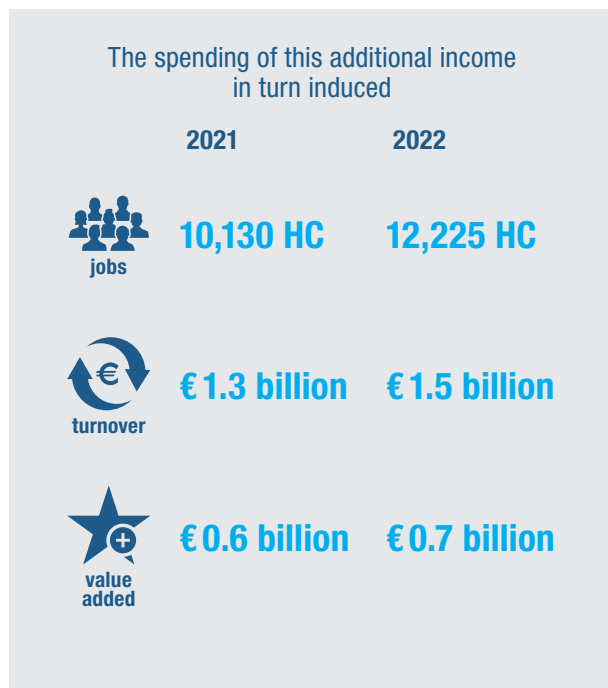 The spending of this additional income
in turn induced
2021 2022
jobs 10,130 HC 12,225 HC
€
turnover € 1.3 billion € 1.5 billion
value
added € 0.6 billion € 0.7 billion